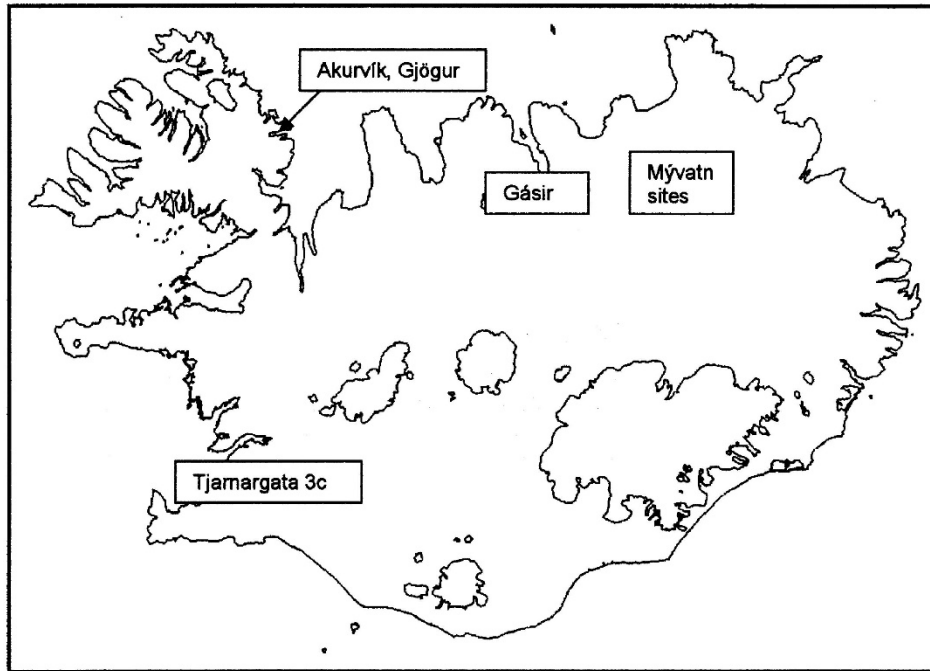 Akurvík, Gjögur
Gásir
Mývatn
sites
Tjarnargata 3c